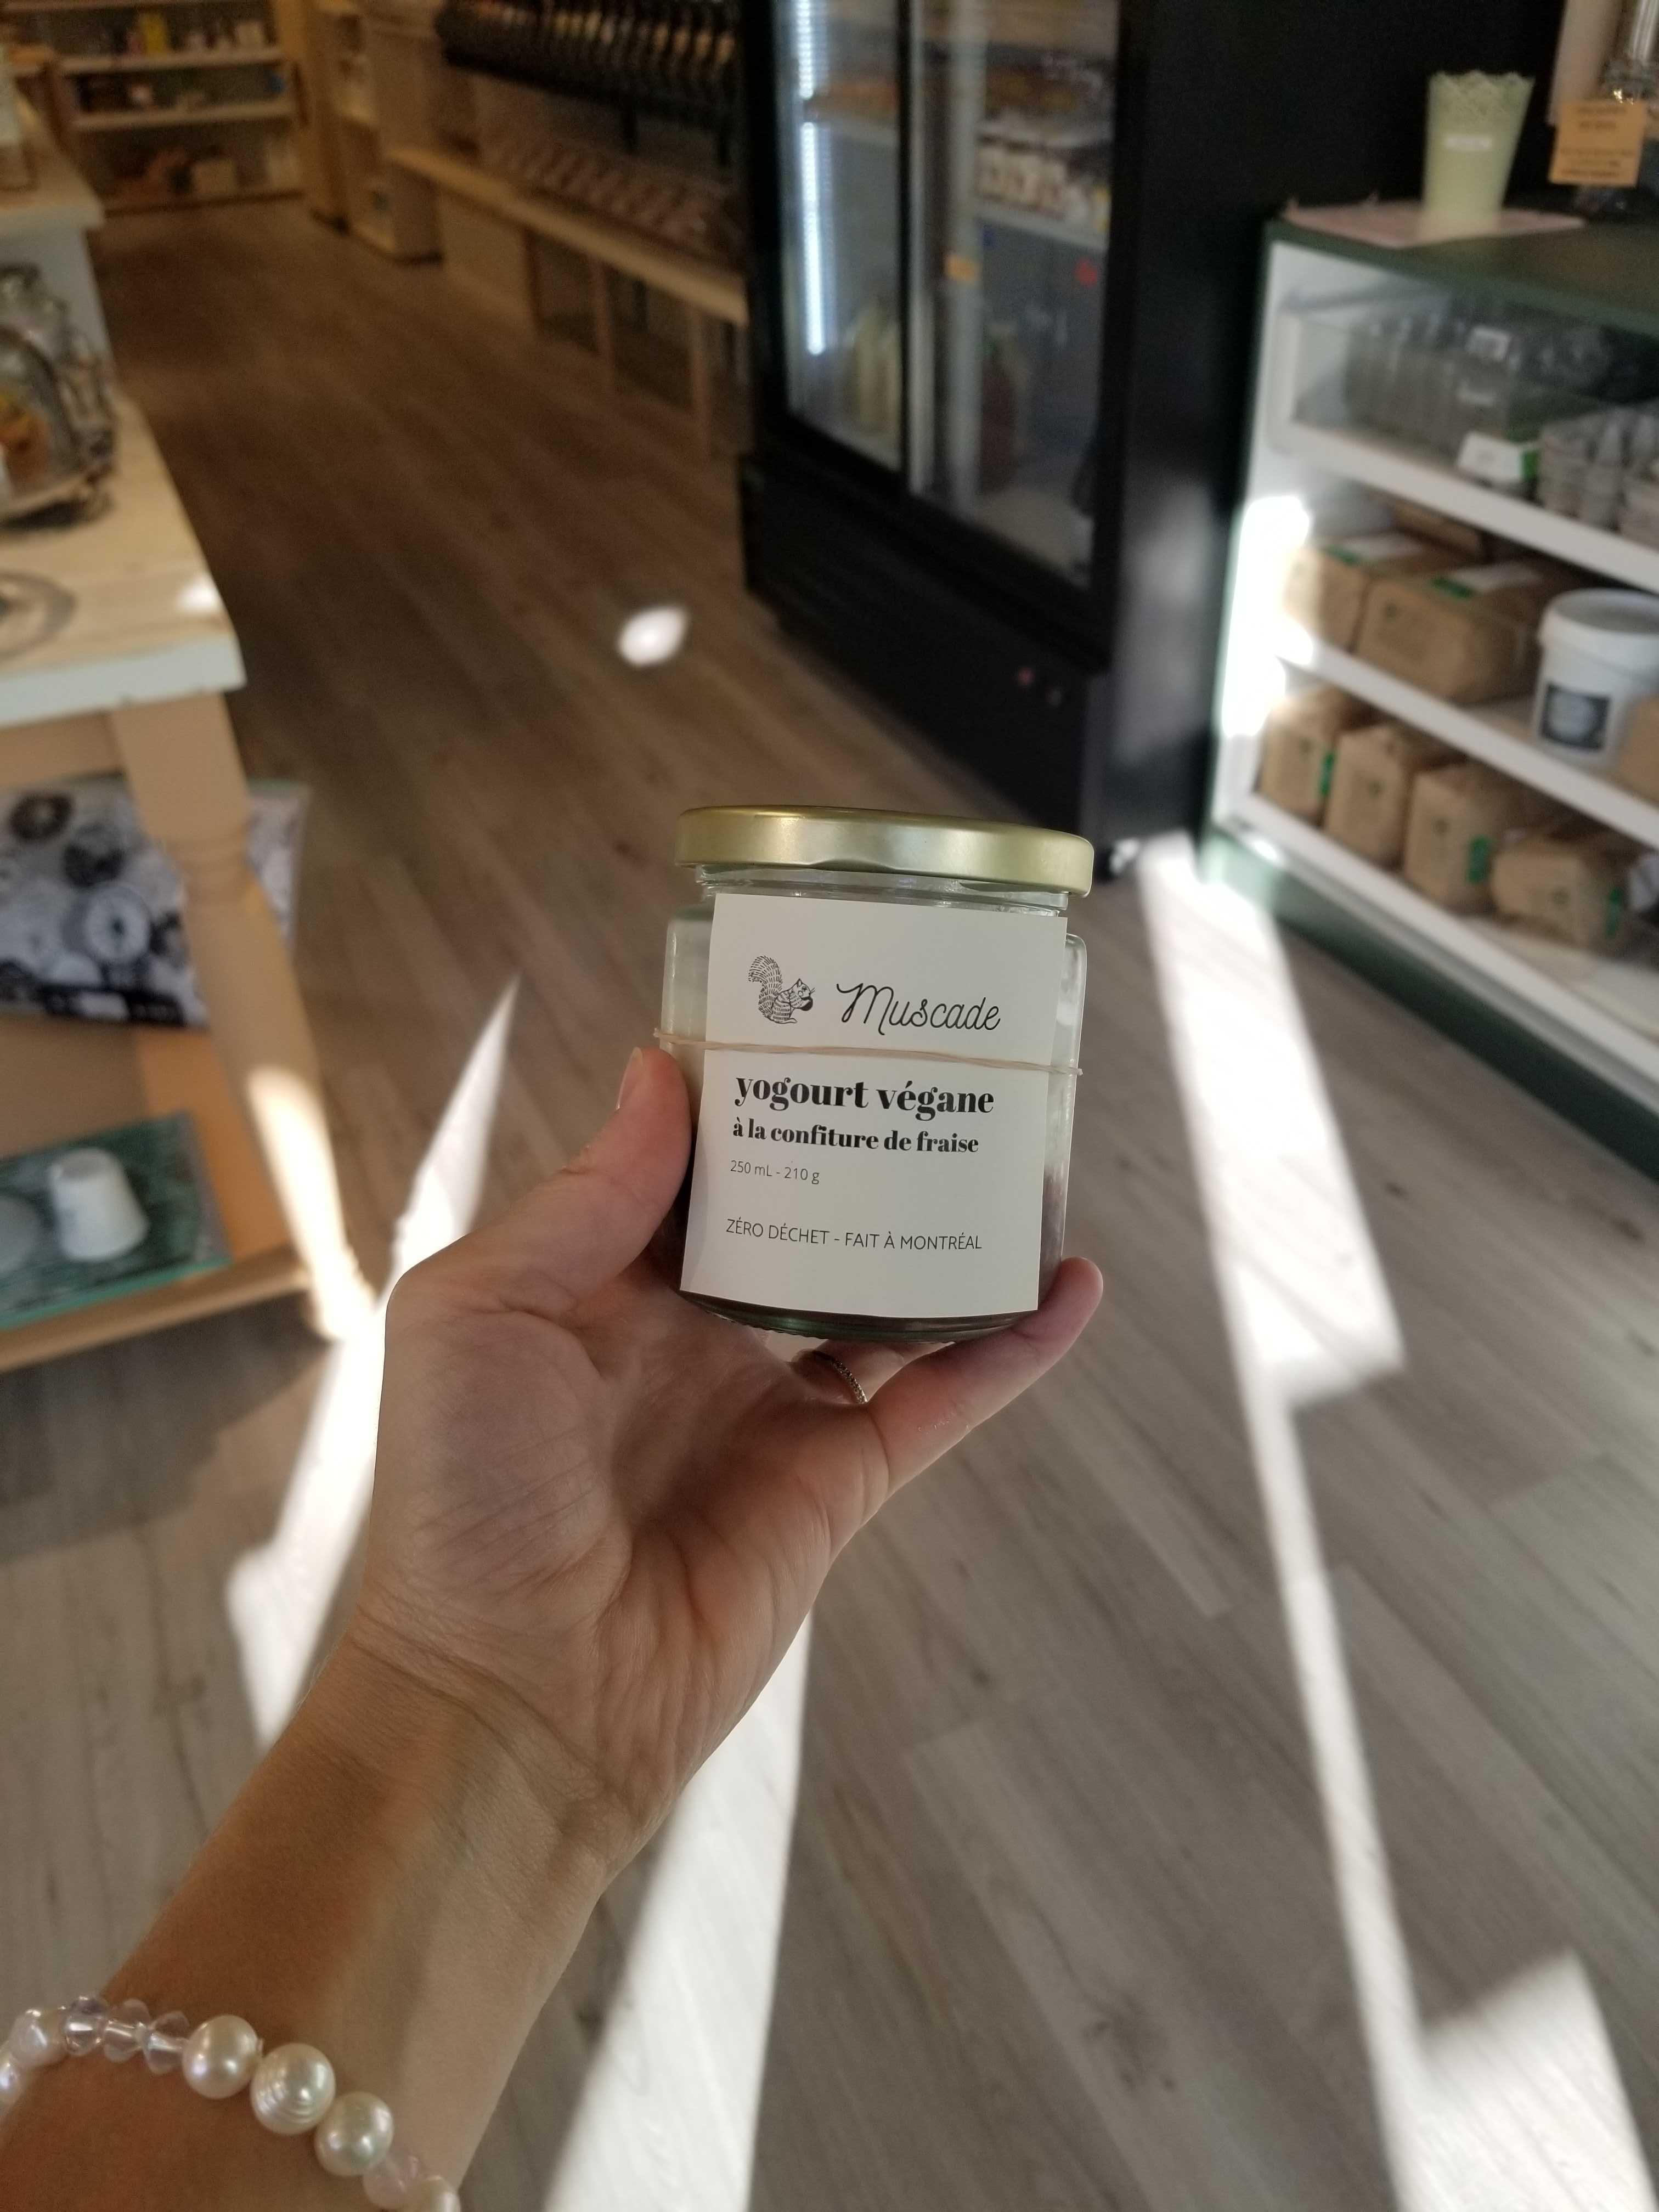 Muscade
yogourt végane
à la confiture de fraise
250 mL - 210 g
ZÉRO DÉCHET - FAIT À MONTRÉAL